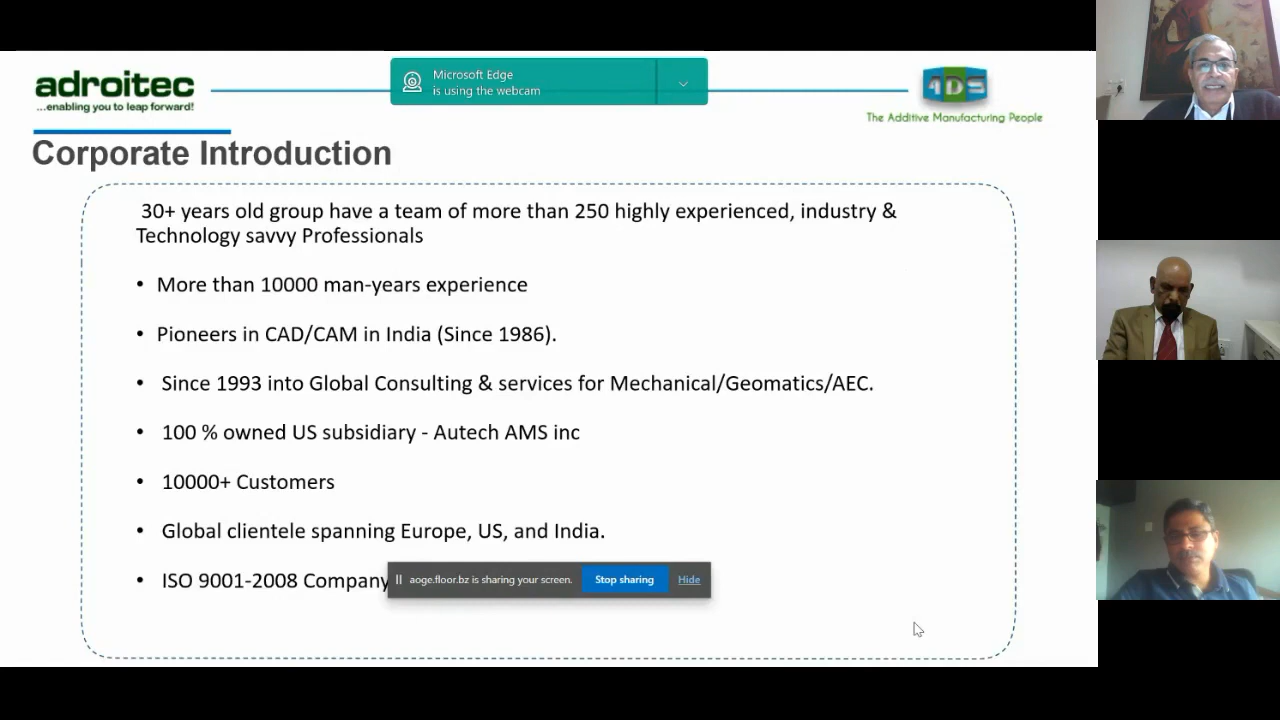 adroitec
...enabling you to leap forward!
Microsoft Edge
is using the webcam
4DS
The Additive Manufacturing People
Corporate Introduction
30+ years old group have a team of more than 250 highly experienced, industry &
Technology savvy Professionals
• More than 10000 man-years experience
• Pioneers in CAD/CAM in India (Since 1986).
• Since 1993 into Global Consulting & services for Mechanical/Geomatics/AEC.
• 100 % owned US subsidiary - Autech AMS inc
• 10000+ Customers
• Global clientele spanning Europe, US, and India.
• ISO 9001-2008 Company
aoge.floor.bz is sharing your screen. Stop sharing Hide